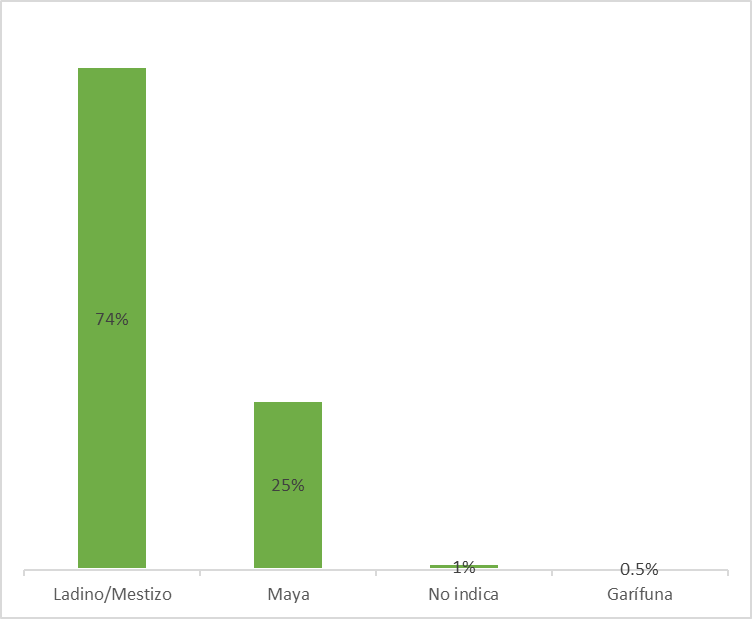 74%
25%
1%
0.5%
Ladino/Mestizo
Maya
No indica
Garífuna